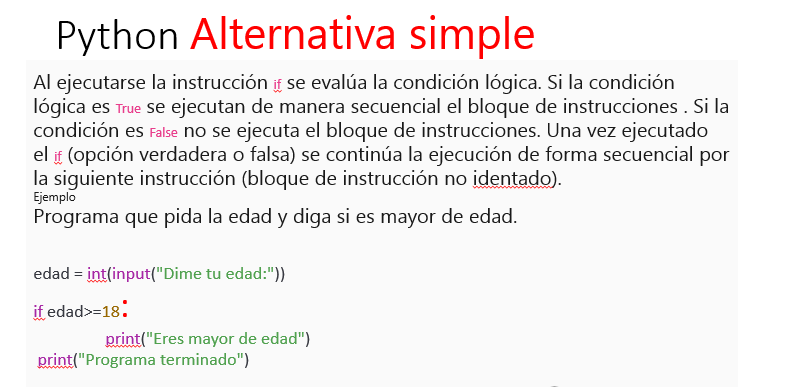 Python Alternativa simple
Al ejecutarse la instrucción if se evalúa la condición lógica. Si la condición
lógica es True se ejecutan de manera secuencial el bloque de instrucciones . Si la
condición es False no se ejecuta el bloque de instrucciones. Una vez ejecutado
el if (opción verdadera o falsa) se continúa la ejecución de forma secuencial por
la siguiente instrucción (bloque de instrucción no identado).
Ejemplo
Programa que pida la edad y diga si es mayor de edad.
edad = int(input("Dime tu edad:"))
if edad>=18:
print("Eres mayor de edad")
print("Programa terminado")